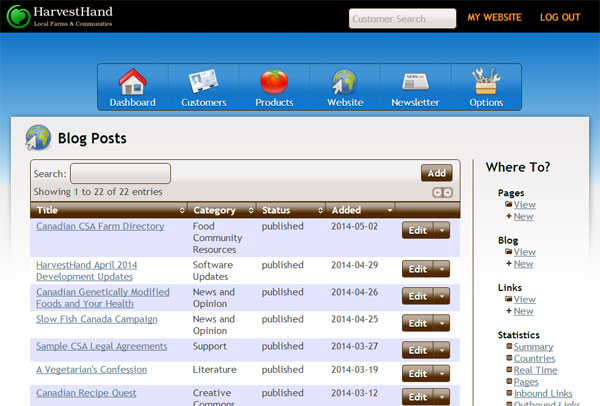 HarvestHand
Local Farms & Communities
Customer Search
MY WEBSITE
LOG OUT
Dashboard
Customers
Products
Website
NEWS
Newsletter
Options
Blog Posts
Search:
Add
Showing 1 to 22 of 22 entries
Title Category Status Added
Canadian CSA Farm Directory Food published 2014-05-02 Edit
Community
Resources
HarvestHand April 2014 Software published 2014-04-29 Edit
Development Updates Updates
Canadian Genetically Modified News and published 2014-04-26 Edit
Foods and Your Health Opinion
Slow Fish Canada Campaign News and published 2014-04-25 Edit
Opinion
Sample CSA Legal Agreements Support published 2014-03-27 Edit
A Vegetarian's Confession Literature published 2014-03-19 Edit
Canadian Recipe Quest Creative published 2014-03-12 Edit
Commons
Where To?
Pages
View
New
Blog
View
New
Links
View
New
Statistics
Summary
Countries
Real Time
Pages
Inbound Links
Outbound Links